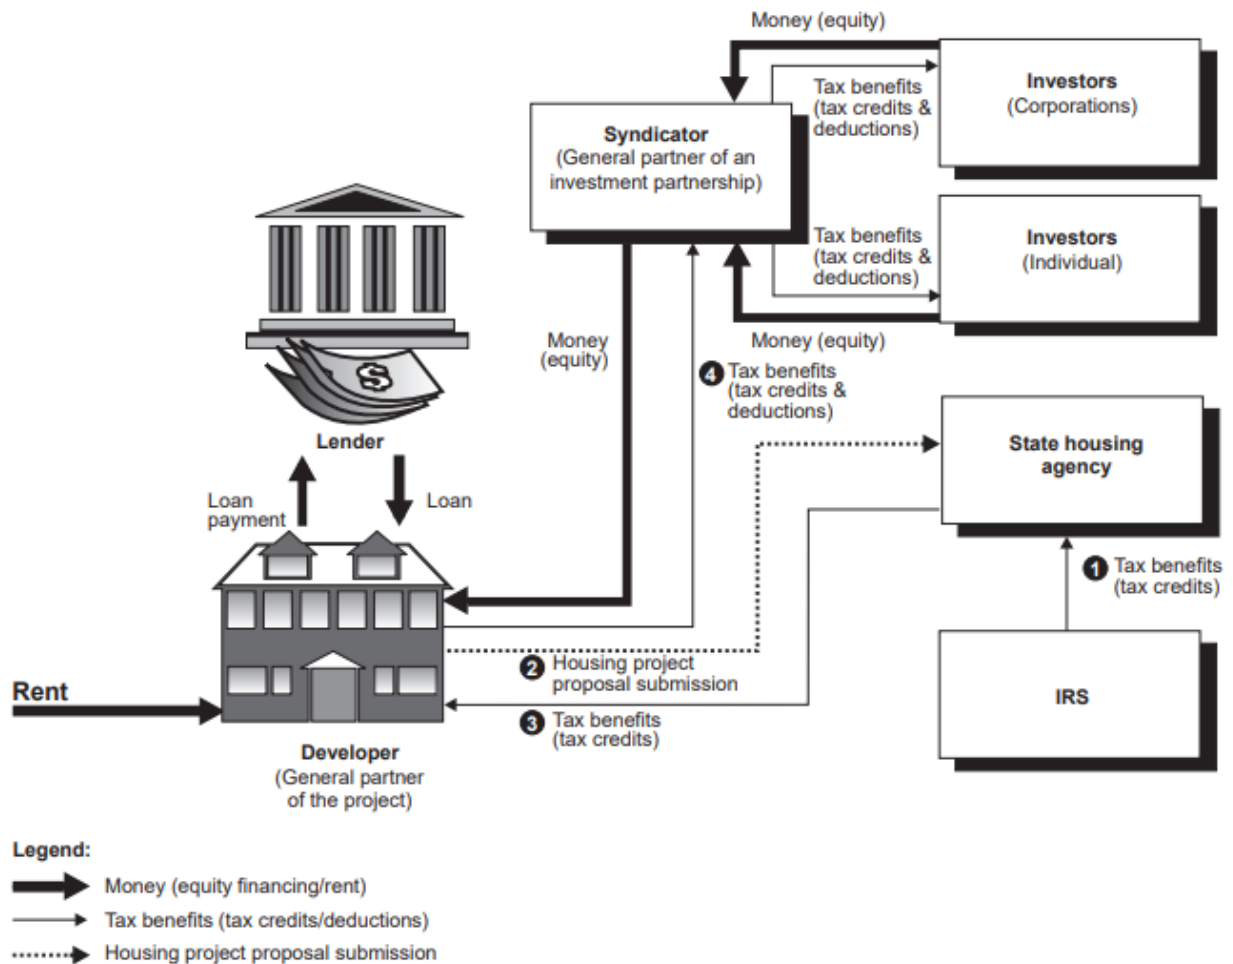 Money (equity)
Investors
(Corporations)
Tax benefits
(tax credits &
deductions)
Syndicator
(General partner of an
investment partnership)
Tax benefits
(tax credits &
deductions)
Investors
(Individual)
Money (equity)
Money
(equity)
4 Tax benefits
(tax credits &
deductions)
$
Lender
State housing
agency
Loan
payment
Loan
1 Tax benefits
(tax credits)
2 Housing project
proposal submission
Rent
3 Tax benefits
(tax credits)
IRS
Developer
(General partner
of the project)
Legend:
Money (equity financing/rent)
Tax benefits (tax credits/deductions)
Housing project proposal submission